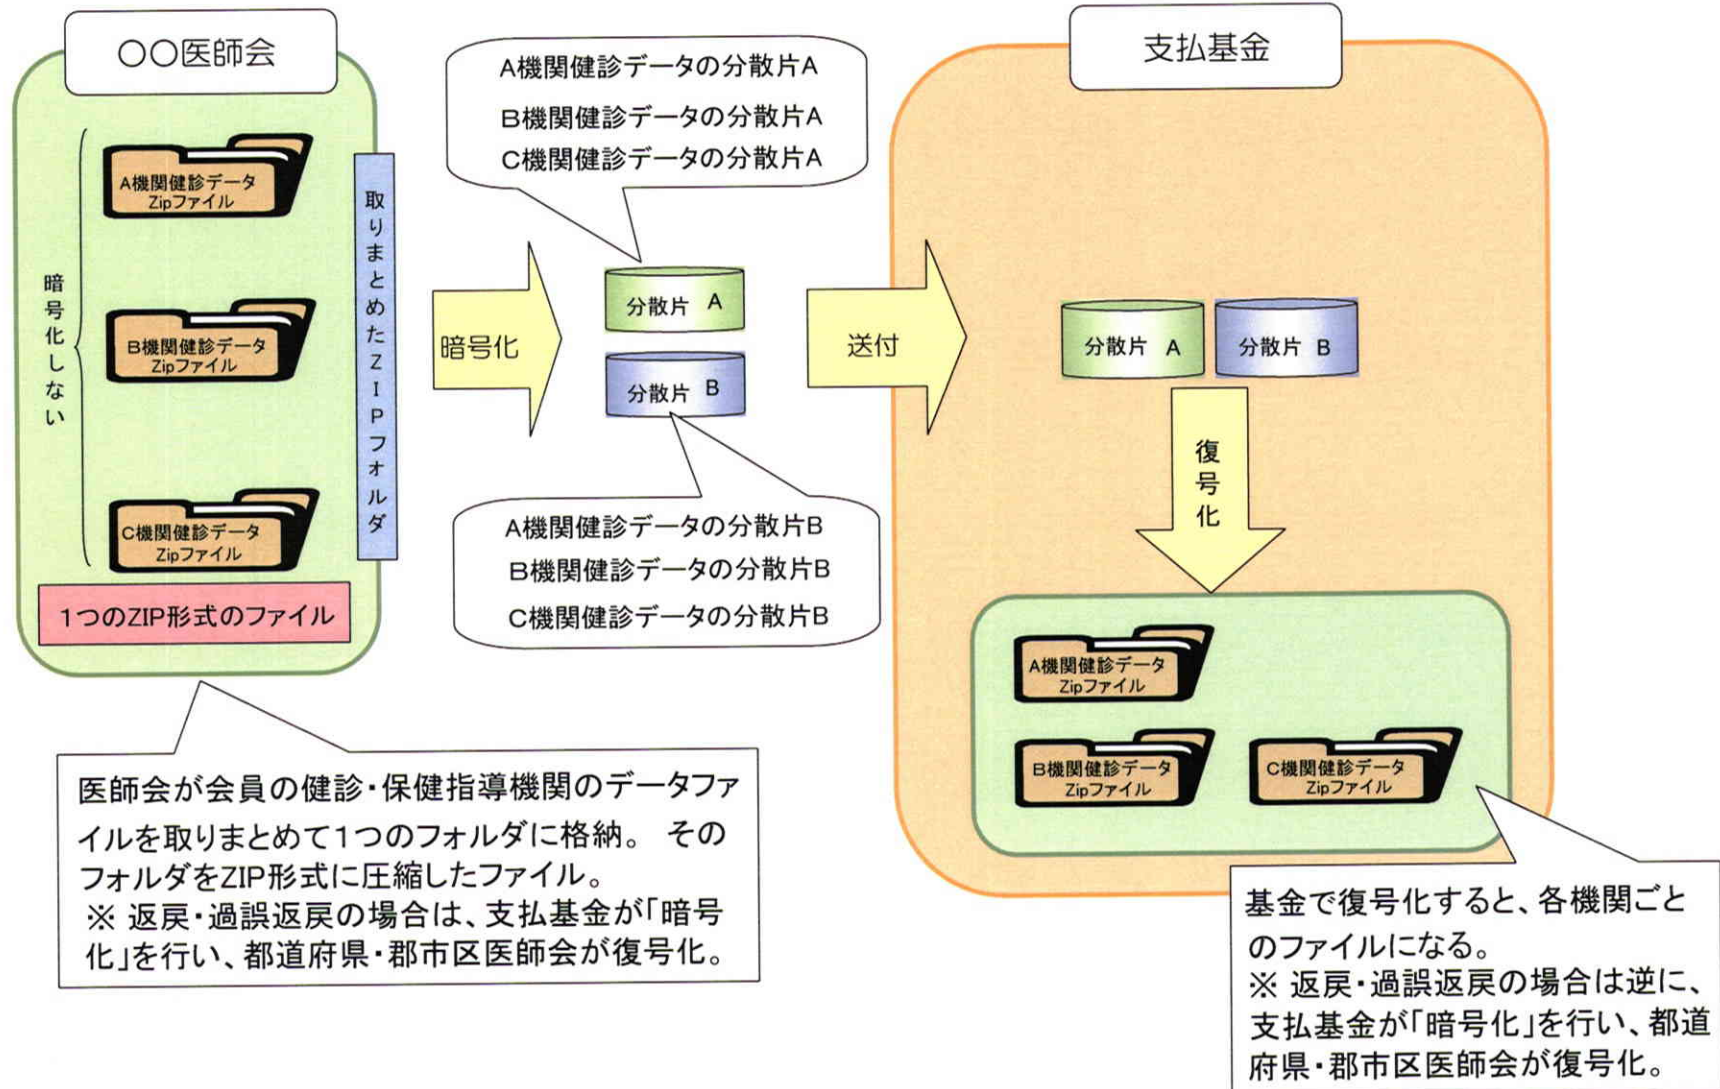 〇〇医師会
A機関健診データ
Zipファイル
B機関健診データ
Zipファイル
C機関健診データ
Zipファイル
暗号化しない
取りまとめたZIPフォルダ
1つのZIP形式のファイル
暗号化
A機関健診データの分散片A
B機関健診データの分散片A
C機関健診データの分散片A
分散片 A
分散片 B
A機関健診データの分散片B
B機関健診データの分散片B
C機関健診データの分散片B
送付
支払基金
分散片 A
分散片 B
復号化
A機関健診データ
Zipファイル
B機関健診データ
Zipファイル
C機関健診データ
Zipファイル
医師会が会員の健診・保健指導機関のデータファ
イルを取りまとめて1つのフォルダに格納。 その
フォルダをZIP形式に圧縮したファイル。
※ 返戻・過誤返戻の場合は、支払基金が「暗号
化」を行い、都道府県・郡市区医師会が復号化。
基金で復号化すると、各機関ごと
のファイルになる。
※ 返戻・過誤返戻の場合は逆に、
支払基金が「暗号化」を行い、都道
府県・郡市区医師会が復号化。